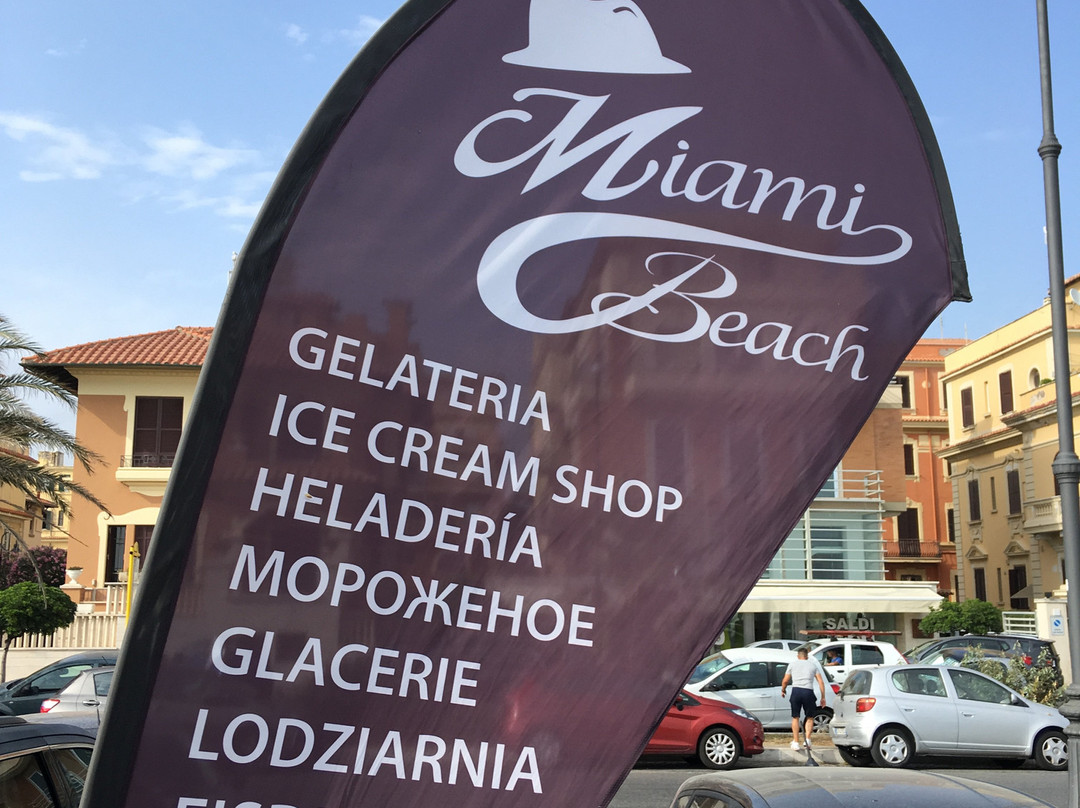 Miami
Beach
GELATERIA
ICE CREAM SHOP
HELADERÍA
МОРОЖЕНОЕ
GLACERIE
LODZIARNIA
SALDI